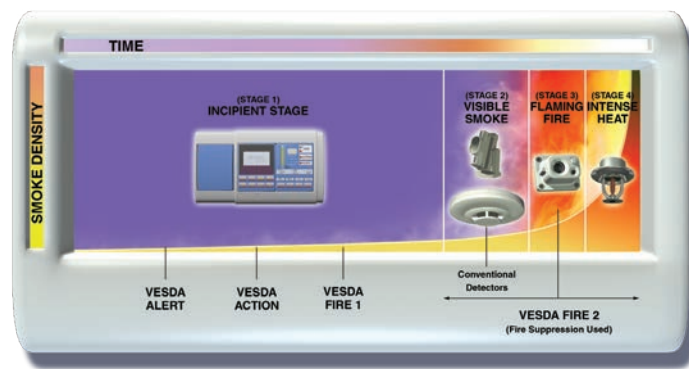 TIME
SMOKE DENSITY
(STAGE 1)
INCIPIENT STAGE
(STAGE 2)
VISIBLE
SMOKE
(STAGE 3)
FLAMING
FIRE
(STAGE 4)
INTENSE
HEAT
VESDA
ALERT
VESDA
ACTION
VESDA
FIRE 1
Conventional
Detectors
VESDA FIRE 2
(Fire Suppression Used)